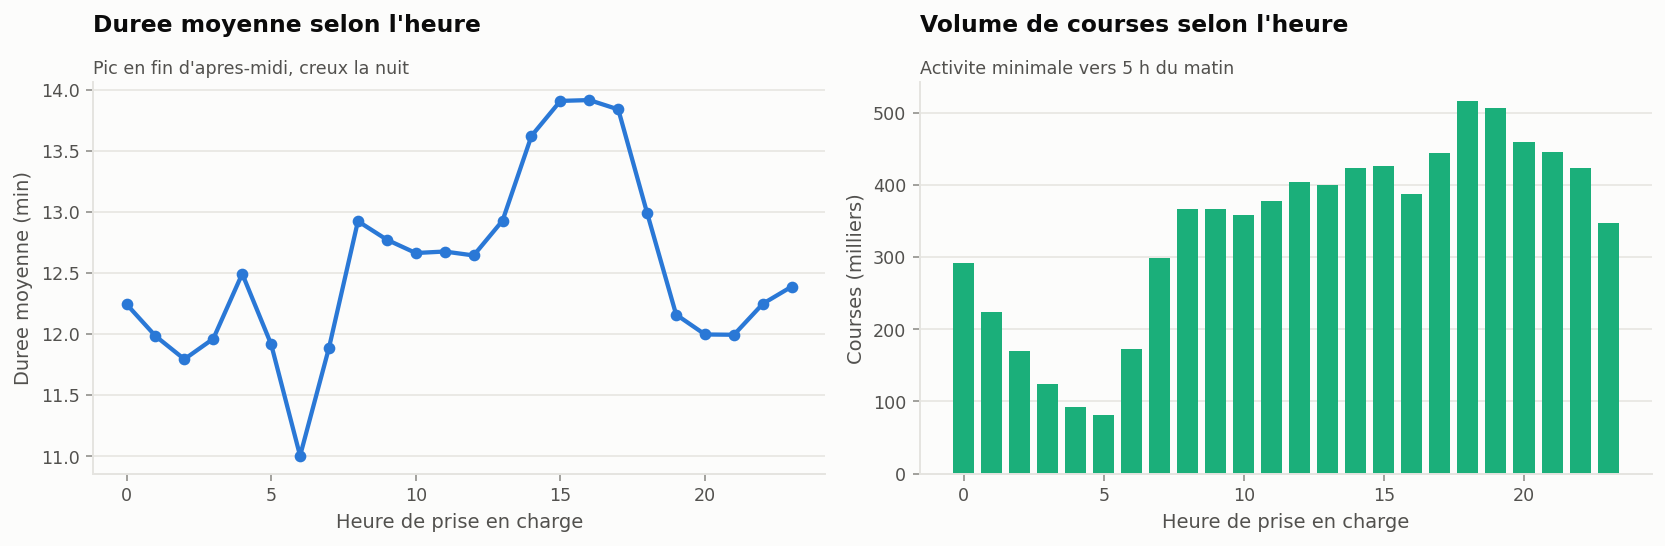 Duree moyenne selon l'heure
Pic en fin d'apres-midi, creux la nuit
Duree moyenne (min)
14.0
13.5
13.0
12.5
12.0
11.5
11.0
0 5 10 15 20
Heure de prise en charge
Volume de courses selon l'heure
Activite minimale vers 5 h du matin
Courses (milliers)
500
400
300
200
100
0
0 5 10 15 20
Heure de prise en charge